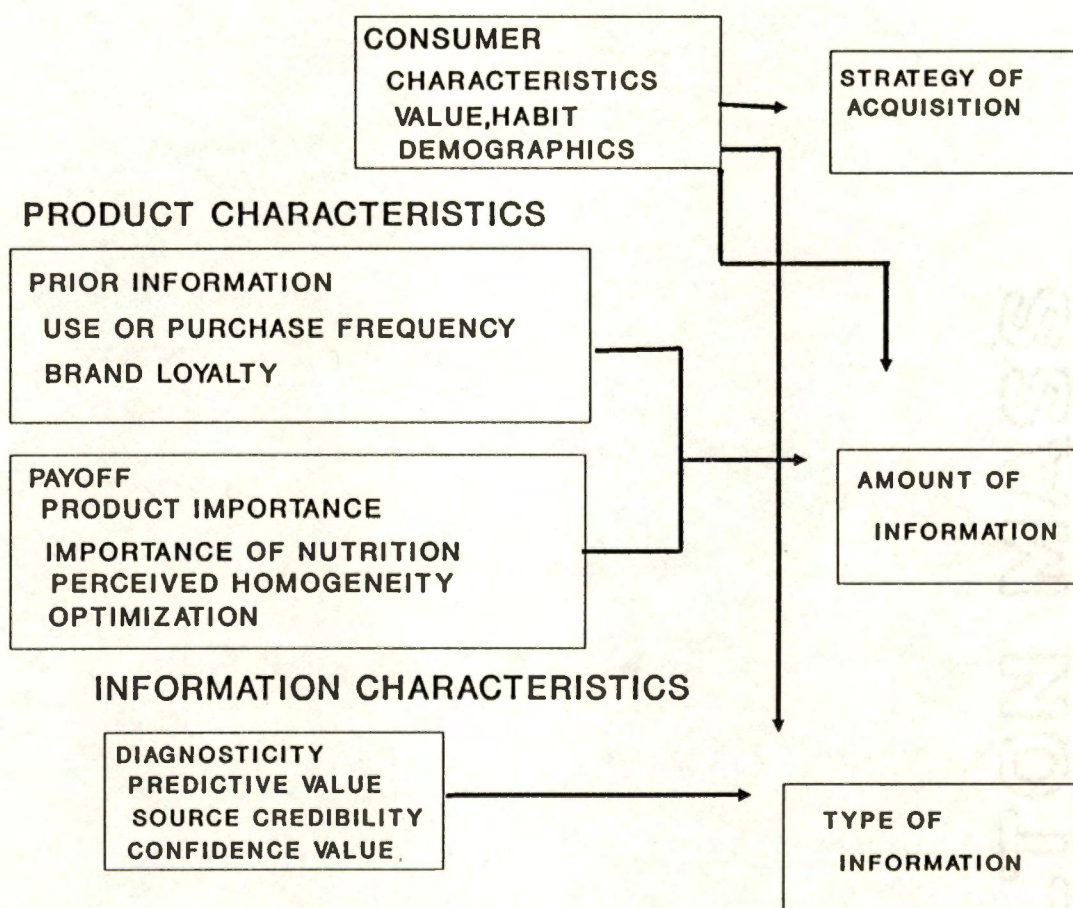 CONSUMER
CHARACTERISTICS
VALUE,HABIT
DEMOGRAPHICS
STRATEGY OF
ACQUISITION
PRODUCT CHARACTERISTICS
PRIOR INFORMATION
USE OR PURCHASE FREQUENCY
BRAND LOYALTY
PAYOFF
PRODUCT IMPORTANCE
IMPORTANCE OF NUTRITION
PERCEIVED HOMOGENEITY
OPTIMIZATION
AMOUNT OF
INFORMATION
INFORMATION CHARACTERISTICS
DIAGNOSTICITY
PREDICTIVE VALUE
SOURCE CREDIBILITY
CONFIDENCE VALUE
TYPE OF
INFORMATION